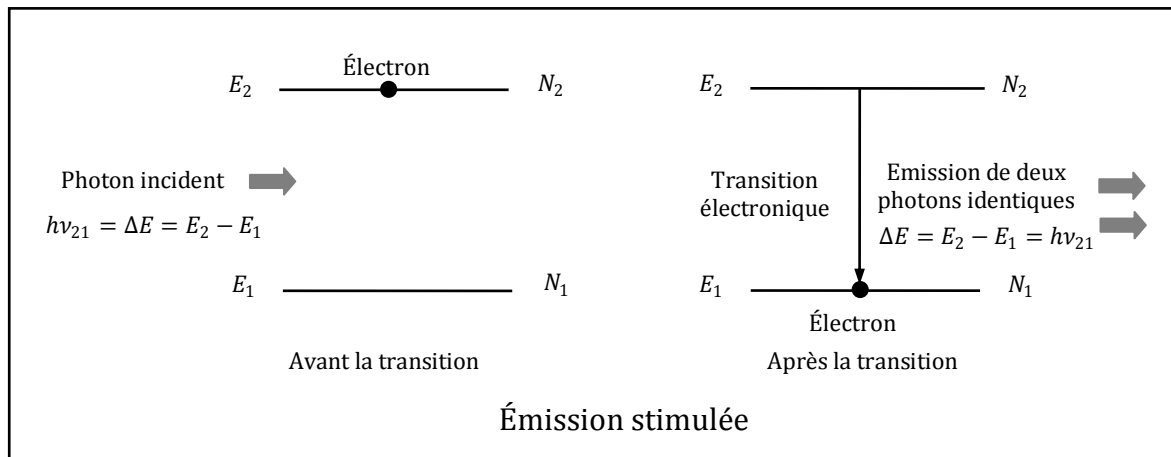 Électron
E₂
N₂
E₂
N₂
Photon incident
hν₂₁ = ΔE = E₂ − E₁
Transition
électronique
Emission de deux
photons identiques
ΔE = E₂ − E₁ = hν₂₁
E₁
N₁
E₁
N₁
Électron
Avant la transition
Après la transition
Émission stimulée